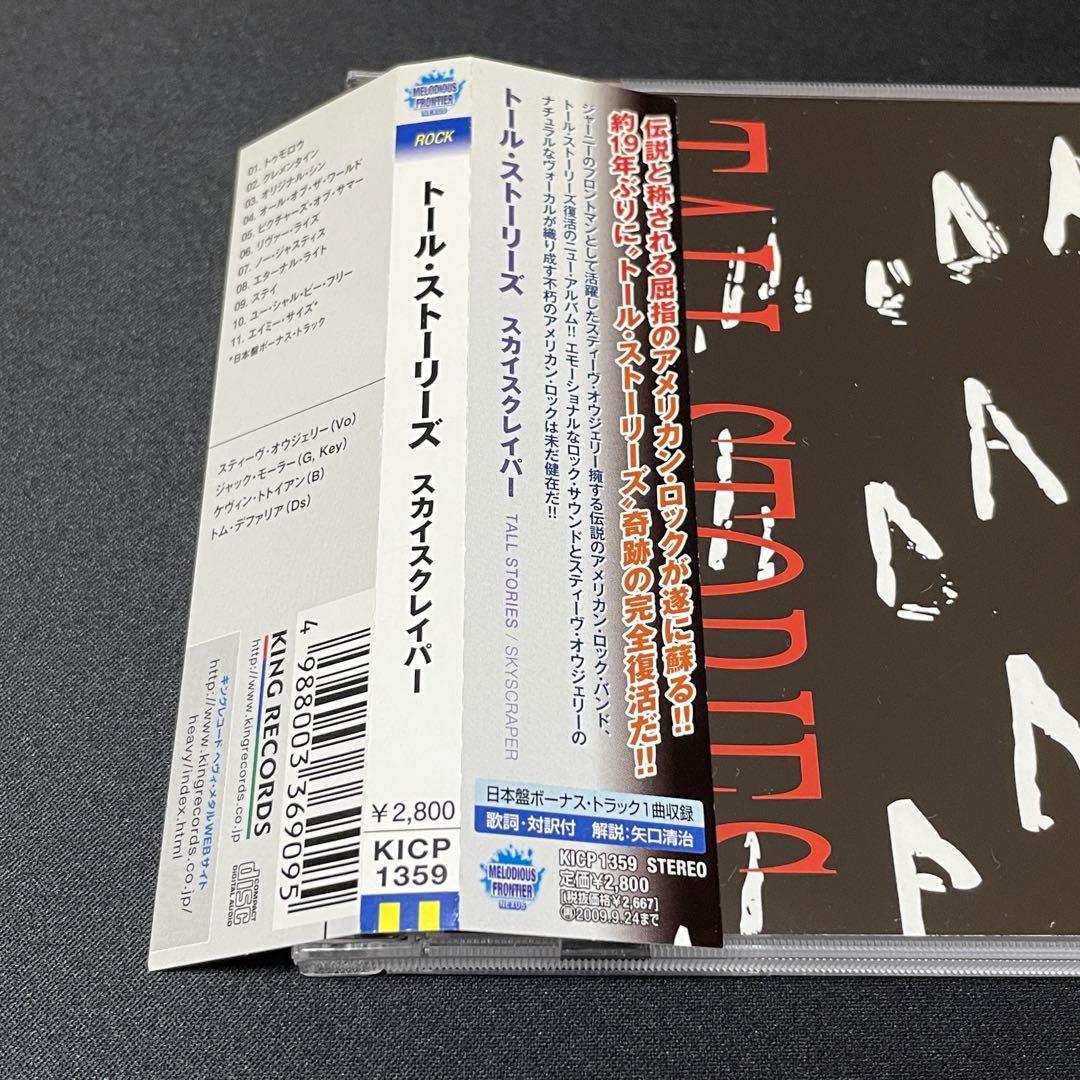 01. トゥモロウ
02. クレメンタイン
03. オリジナル・シン
04. オール・オブ・ザ・ワールド
05. ピクチャーズ・オブ・サマー
06. リヴァー・ライズ
07. ノー・ジャスティス
08. エターナル・ライト
09. ステイ
10. ユー・シャル・ビー・フリー
11. エイミー・サイズ*
*日本盤ボーナス・トラック
スティーヴ・オウジェリー(Vo)
ジャック・モーラー(G, Key)
ケヴィン・トトイアン(B)
トム・デファリア(Ds)
4 988003 369095
KING RECORDS
http://www.kingrecords.co.jp
キングレコード ヘヴィ・メタルWEBサイト
http://www.kingrecords.co.jp/
heavy/index.html
COMPACT
disc
DIGITAL AUDIO
MELODIOUS
FRONTIER
NEXUS
ROCK
トール・ストーリーズ スカイスクレイパー
¥2,800
KICP
1359
伝説と称される屈指のアメリカン・ロックが遂に蘇る!!
約19年ぶりに“トール・ストーリーズ”奇跡の完全復活だ!!
ジャーニーのフロントマンとして活躍したスティーヴ・オウジェリー擁する伝説のアメリカン・ロック・バンド、
トール・ストーリーズ復活のニュー・アルバム!! エモーショナルなロック・サウンドとスティーヴ・オウジェリーの
ナチュラルなヴォーカルが織り成す不朽のアメリカン・ロックは未だ健在だ!!
トール・ストーリーズ スカイスクレイパー TALL STORIES / SKYSCRAPER
日本盤ボーナス・トラック1曲収録
歌詞・対訳付 解説:矢口清治
MELODIOUS
FRONTIER
NEXUS
KICP1359 STEREO
定価¥2,800
[税抜価格¥2,667]
(再)2009.9.24まで
TALL STORIES